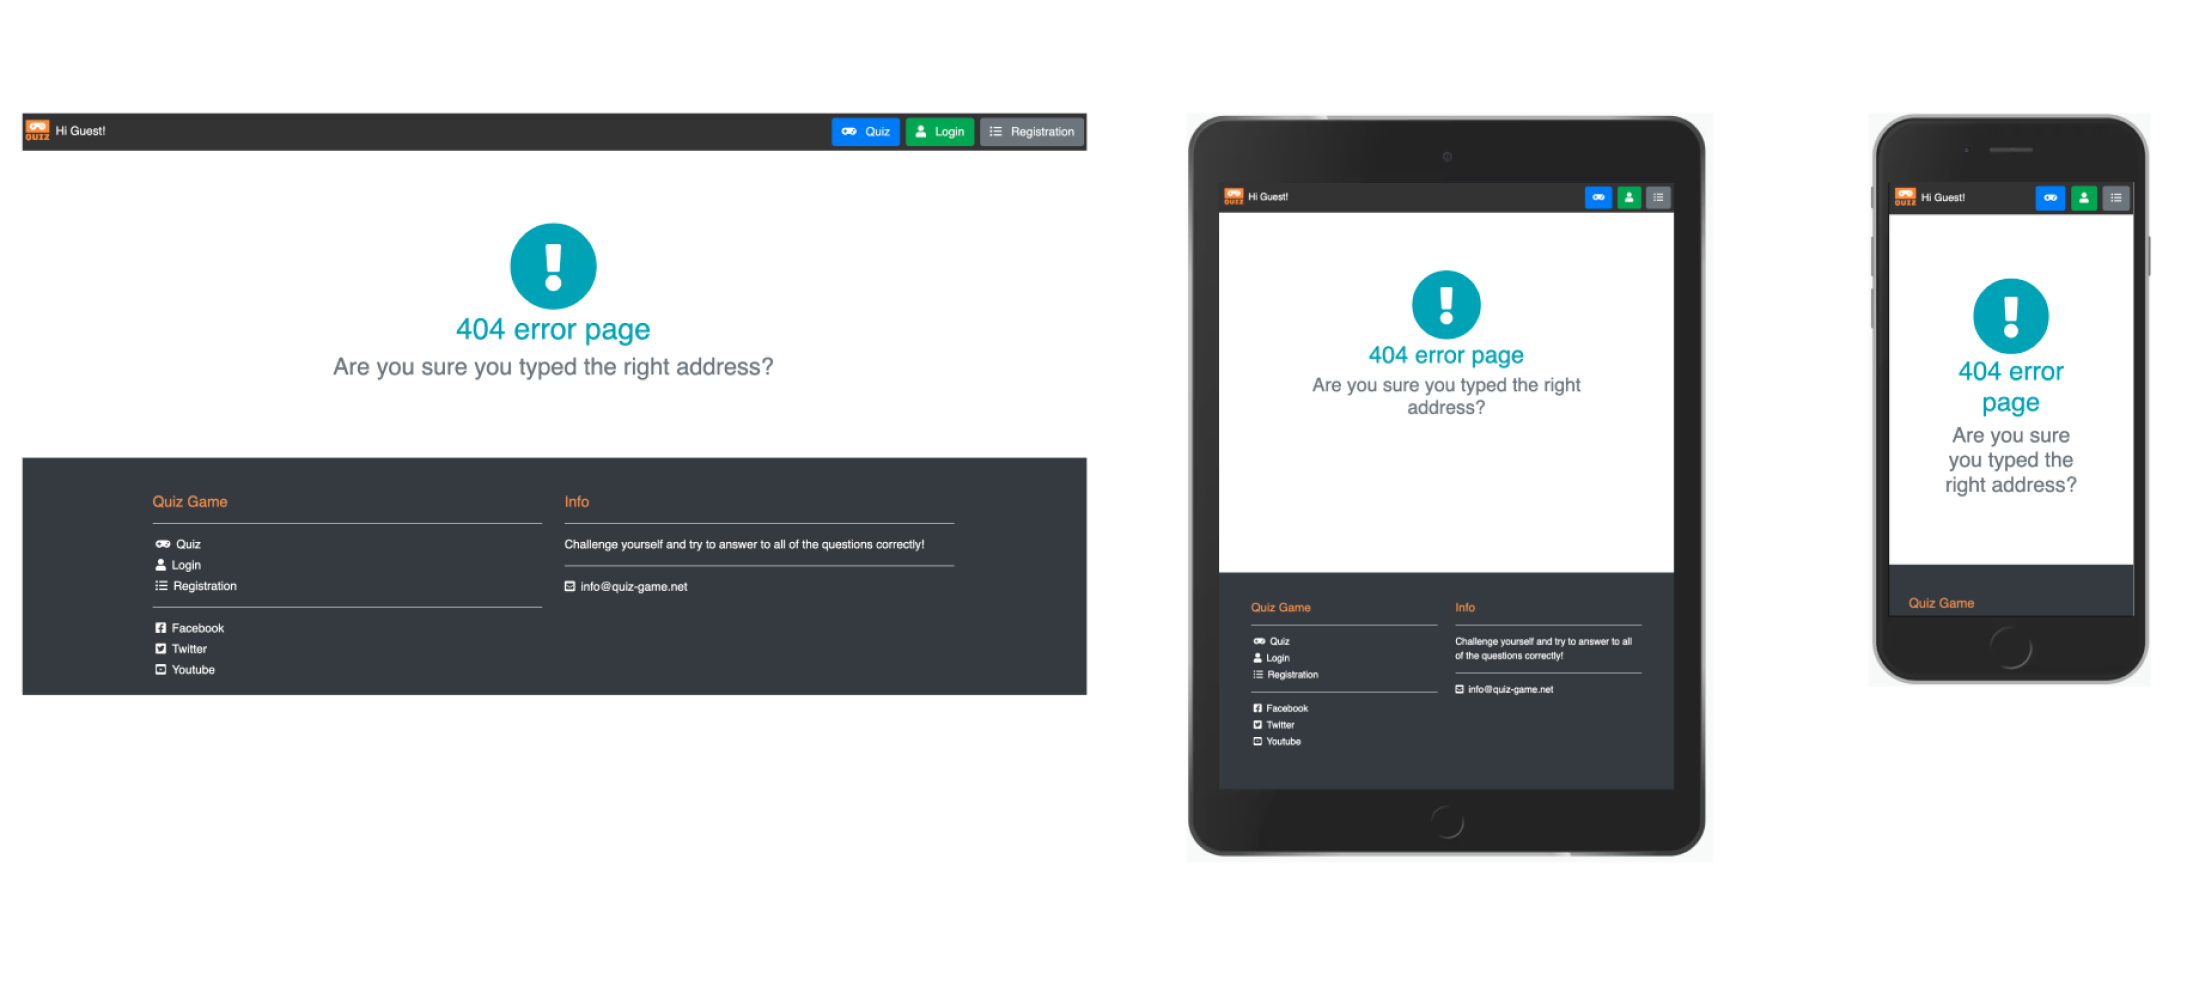 QUIZ
Hi Guest!
Quiz
Login
Registration
404 error page
Are you sure you typed the right address?
Quiz Game
Quiz
Login
Registration
Facebook
Twitter
Youtube
Info
Challenge yourself and try to answer to all of the questions correctly!
info@quiz-game.net
QUIZ
Hi Guest!
404 error page
Are you sure you typed the right
address?
Quiz Game
Quiz
Login
Registration
Facebook
Twitter
Youtube
Info
Challenge yourself and try to answer to all
of the questions correctly!
info@quiz-game.net
QUIZ
Hi Guest!
404 error
page
Are you sure
you typed the
right address?
Quiz Game